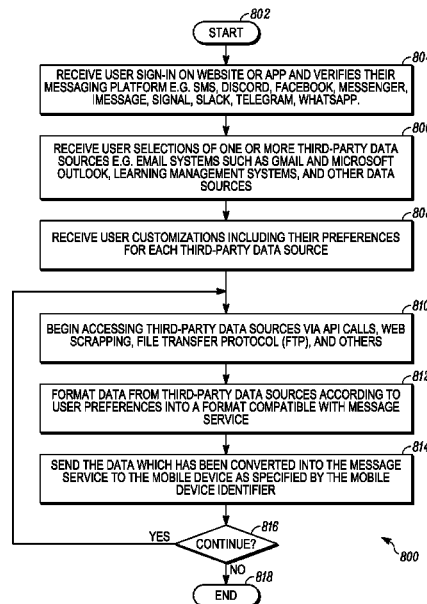 802
START
804
RECEIVE USER SIGN-IN ON WEBSITE OR APP AND VERIFIES THEIR
MESSAGING PLATFORM E.G. SMS, DISCORD, FACEBOOK, MESSENGER,
IMESSAGE, SIGNAL, SLACK, TELEGRAM, WHATSAPP.
806
RECEIVE USER SELECTIONS OF ONE OR MORE THIRD-PARTY DATA
SOURCES E.G. EMAIL SYSTEMS SUCH AS GMAIL AND MICROSOFT
OUTLOOK, LEARNING MANAGEMENT SYSTEMS, AND OTHER DATA
SOURCES
808
RECEIVE USER CUSTOMIZATIONS INCLUDING THEIR PREFERENCES
FOR EACH THIRD-PARTY DATA SOURCE
810
BEGIN ACCESSING THIRD-PARTY DATA SOURCES VIA API CALLS, WEB
SCRAPPING, FILE TRANSFER PROTOCOL (FTP), AND OTHERS
812
FORMAT DATA FROM THIRD-PARTY DATA SOURCES ACCORDING TO
USER PREFERENCES INTO A FORMAT COMPATIBLE WITH MESSAGE
SERVICE
814
SEND THE DATA WHICH HAS BEEN CONVERTED INTO THE MESSAGE
SERVICE TO THE MOBILE DEVICE AS SPECIFIED BY THE MOBILE
DEVICE IDENTIFIER
816
YES
CONTINUE?
800
NO
818
END